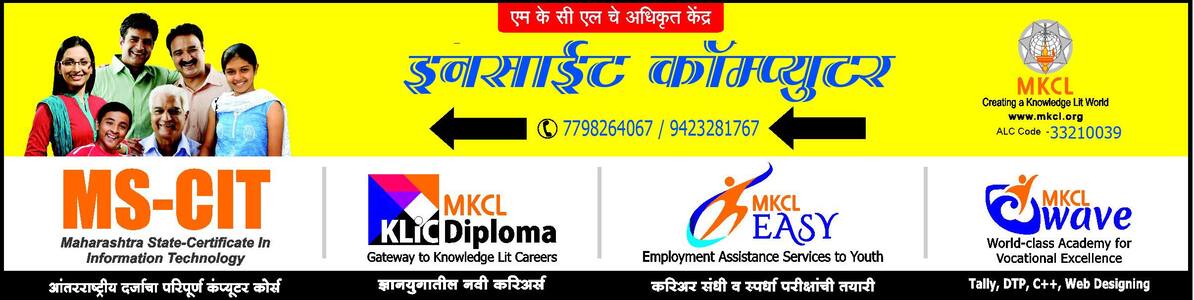 एम के सी एल चे अधिकृत केंद्र
इनसाईट कॉम्प्युटर
7798264067 / 9423281767
MKCL
Creating a Knowledge Lit World
www.mkcl.org
ALC Code -33210039
MS-CIT
Maharashtra State-Certificate In
Information Technology
आंतरराष्ट्रीय दर्जाचा परिपूर्ण कंप्यूटर कोर्स
MKCL
KLiC Diploma
Gateway to Knowledge Lit Careers
ज्ञानयुगातील नवी करिअर्स
MKCL
EASY
Employment Assistance Services to Youth
करिअर संधी व स्पर्धा परीक्षांची तयारी
MKCL
wave
World-class Academy for
Vocational Excellence
Tally, DTP, C++, Web Designing